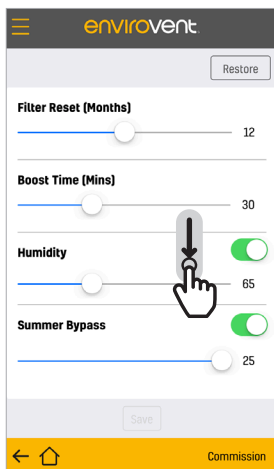 envirovent
Restore
Filter Reset (Months)
12
Boost Time (Mins)
30
Humidity
65
Summer Bypass
25
Save
Commission